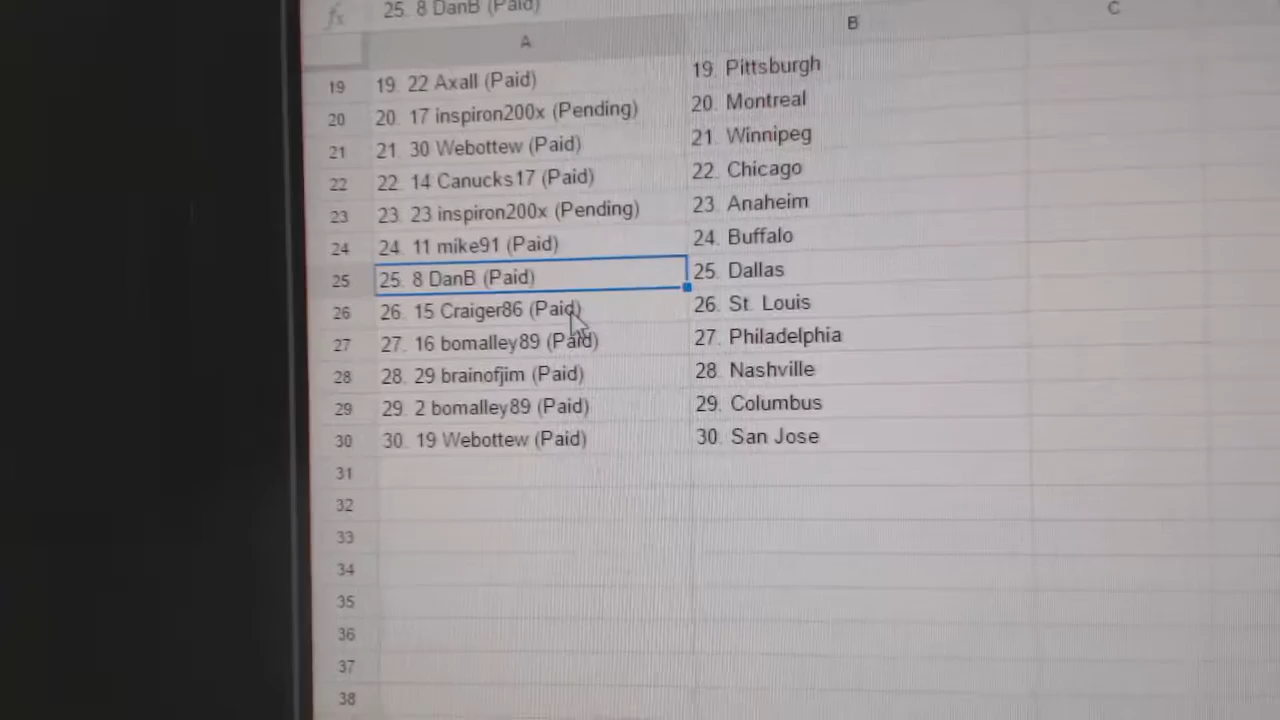 fx 25. 8 DanB (Paid)
A B C
19 19. 22 Axall (Paid) 19. Pittsburgh
20 20. 17 inspiron200x (Pending) 20. Montreal
21 21. 30 Webottew (Paid) 21. Winnipeg
22 22. 14 Canucks17 (Paid) 22. Chicago
23 23. 23 inspiron200x (Pending) 23. Anaheim
24 24. 11 mike91 (Paid) 24. Buffalo
25 25. 8 DanB (Paid) 25. Dallas
26 26. 15 Craiger86 (Paid) 26. St. Louis
27 27. 16 bomalley89 (Paid) 27. Philadelphia
28 28. 29 brainofjim (Paid) 28. Nashville
29 29. 2 bomalley89 (Paid) 29. Columbus
30 30. 19 Webottew (Paid) 30. San Jose
31
32
33
34
35
36
37
38